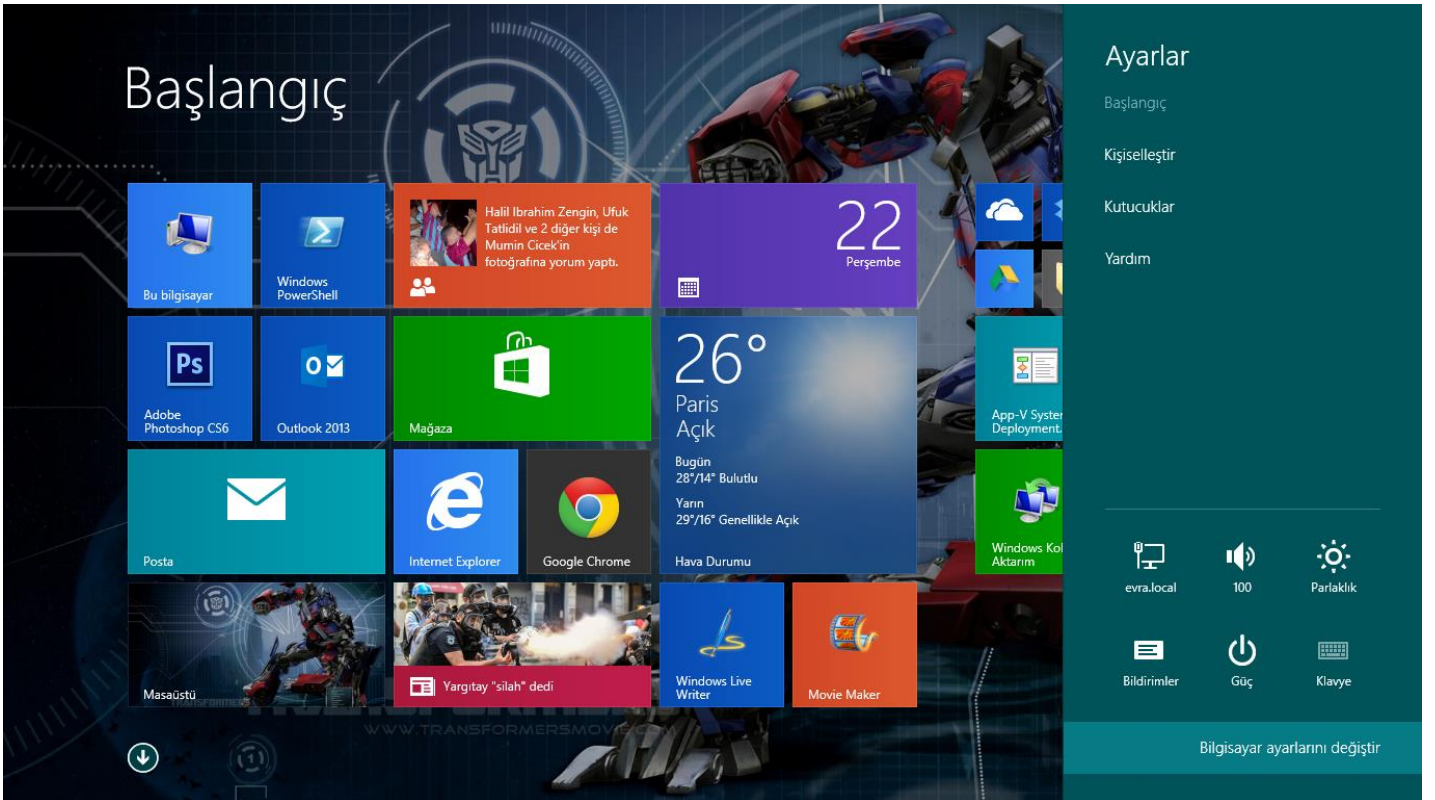 Başlangıç
Bu bilgisayar
Windows
PowerShell
Halil Ibrahim Zengin, Ufuk
Tatlidil ve 2 diğer kişi de
Mumin Cicek'in
fotoğrafına yorum yaptı.
22
Perşembe
Ps
Adobe
Photoshop CS6
Outlook 2013
Mağaza
26°
Paris
Açık
Bugün
28°/14° Bulutlu
Yarın
29°/16° Genellikle Açık
Hava Durumu
App-V Syster
Deployment.
Posta
Internet Explorer
Google Chrome
Windows Kol
Aktarım
Masaüstü
Yargıtay "silah" dedi
Windows Live
Writer
Movie Maker
TRANSFORMERS
WWW.TRANSFORMERSMOVIE.COM
Ayarlar
Başlangıç
Kişiselleştir
Kutucuklar
Yardım
evra.local
100
Parlaklık
Bildirimler
Güç
Klavye
Bilgisayar ayarlarını değiştir